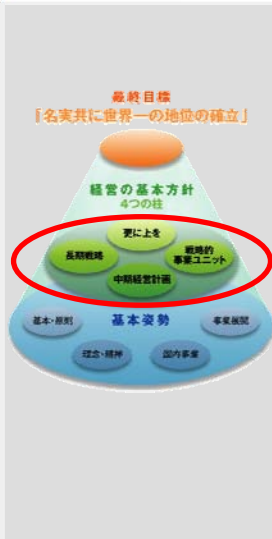 最終目標
「名実共に世界一の地位の確立」
経営の基本方針
4つの柱
更に上を
長期戦略
戦略的
事業ユニット
中期経営計画
基本・原則
基本姿勢
事業展開
理念・精神
国内事業